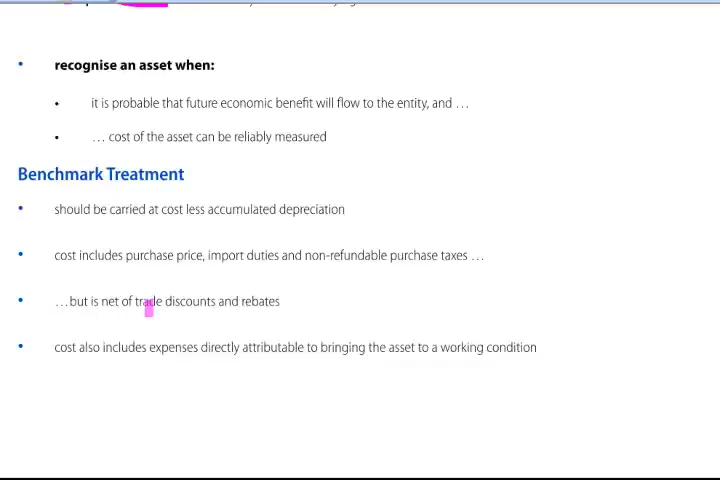 recognise an asset when:
it is probable that future economic benefit will flow to the entity, and …
… cost of the asset can be reliably measured
Benchmark Treatment
should be carried at cost less accumulated depreciation
cost includes purchase price, import duties and non-refundable purchase taxes …
…but is net of trade discounts and rebates
cost also includes expenses directly attributable to bringing the asset to a working condition